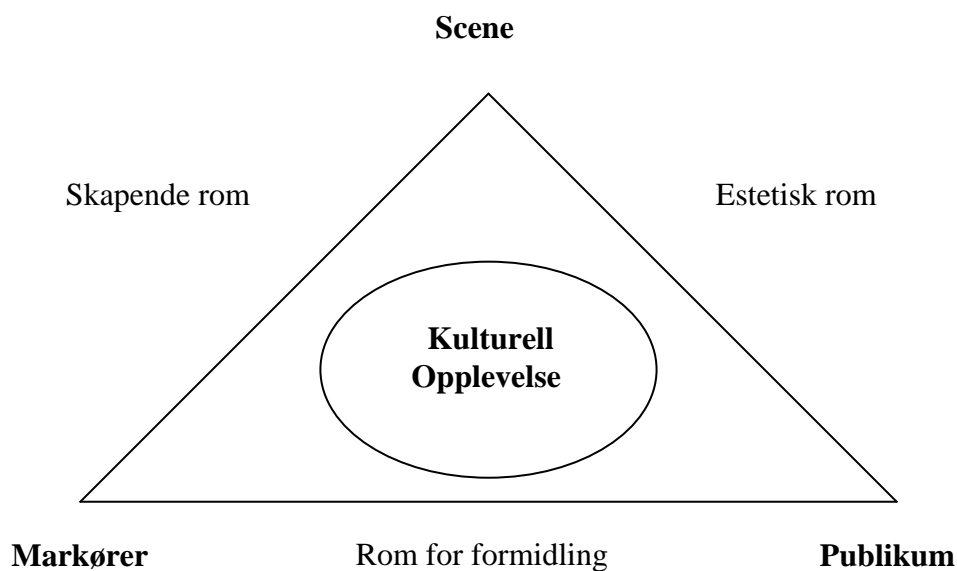 Scene
Skapende rom
Estetisk rom
Kulturell
Opplevelse
Markører
Rom for formidling
Publikum